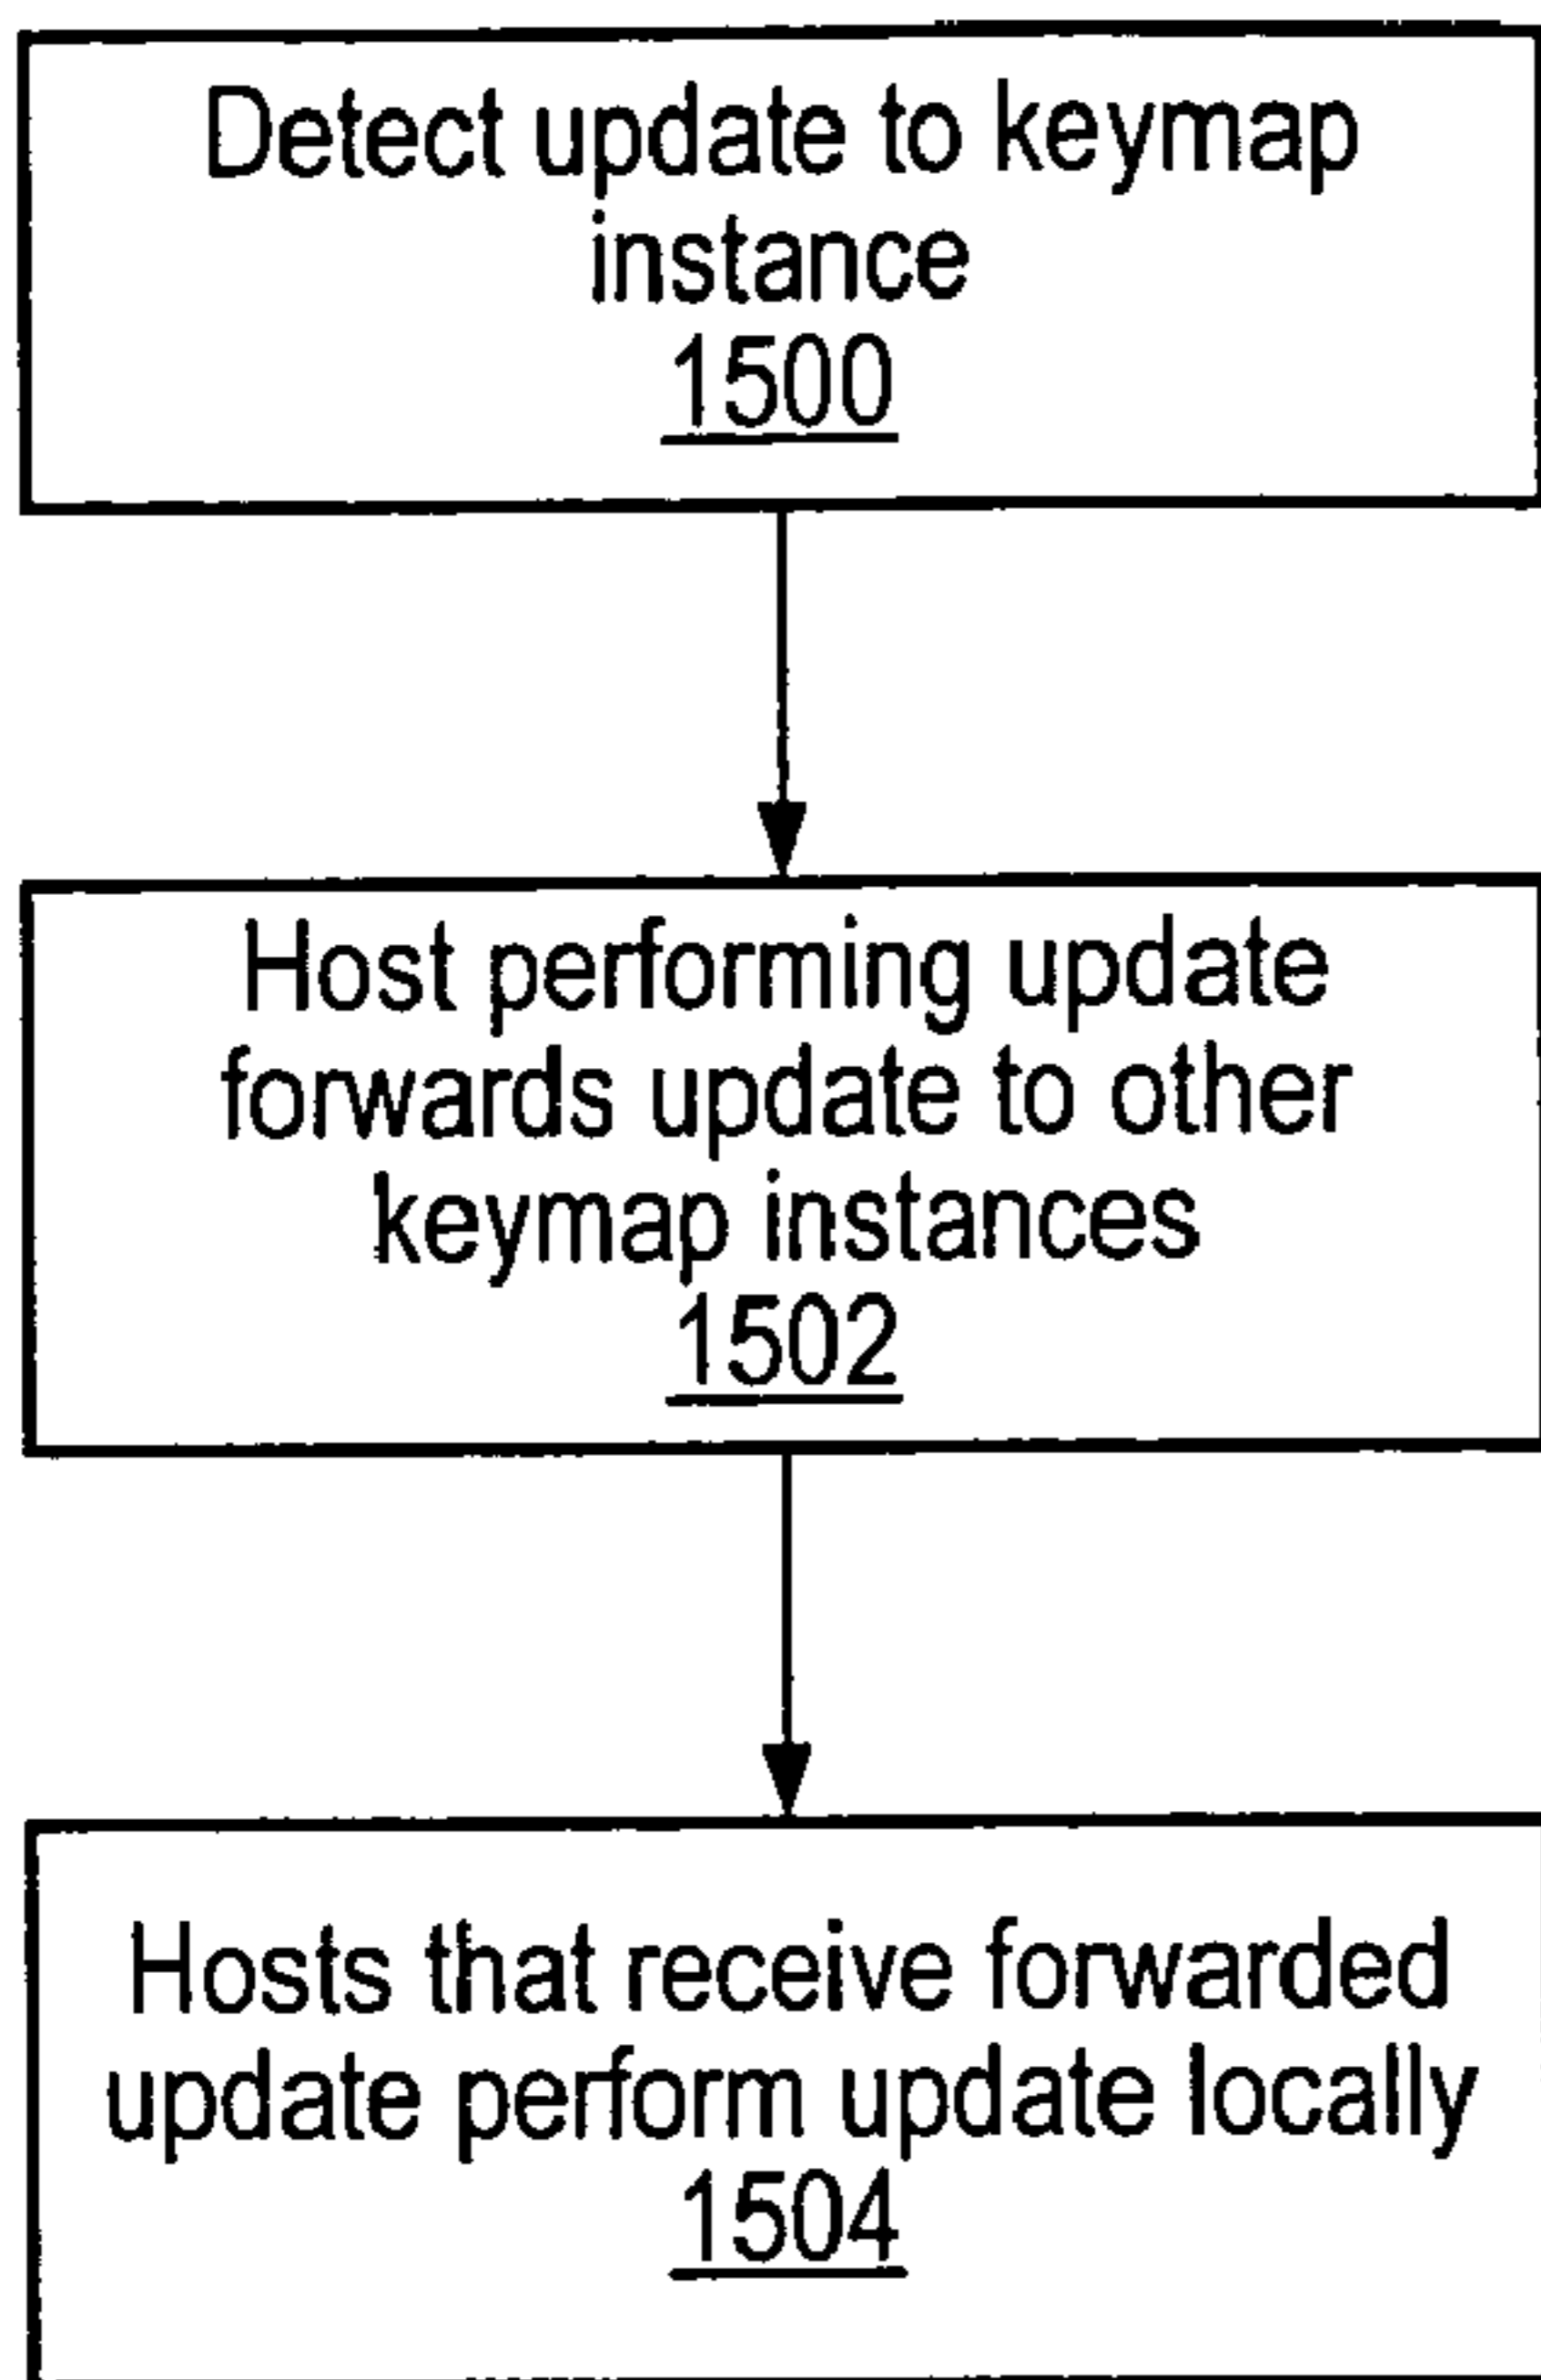 Detect update to keymap
instance
1500
Host performing update
forwards update to other
keymap instances
1502
Hosts that receive forwarded
update perform update locally
1504